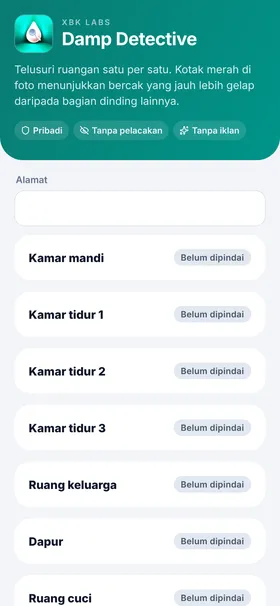 XBK LABS
Damp Detective
Telusuri ruangan satu per satu. Kotak merah di
foto menunjukkan bercak yang jauh lebih gelap
daripada bagian dinding lainnya.
Pribadi
Tanpa pelacakan
Tanpa iklan
Alamat
Kamar mandi
Belum dipindai
Kamar tidur 1
Belum dipindai
Kamar tidur 2
Belum dipindai
Kamar tidur 3
Belum dipindai
Ruang keluarga
Belum dipindai
Dapur
Belum dipindai
Ruang cuci
Belum dipindai